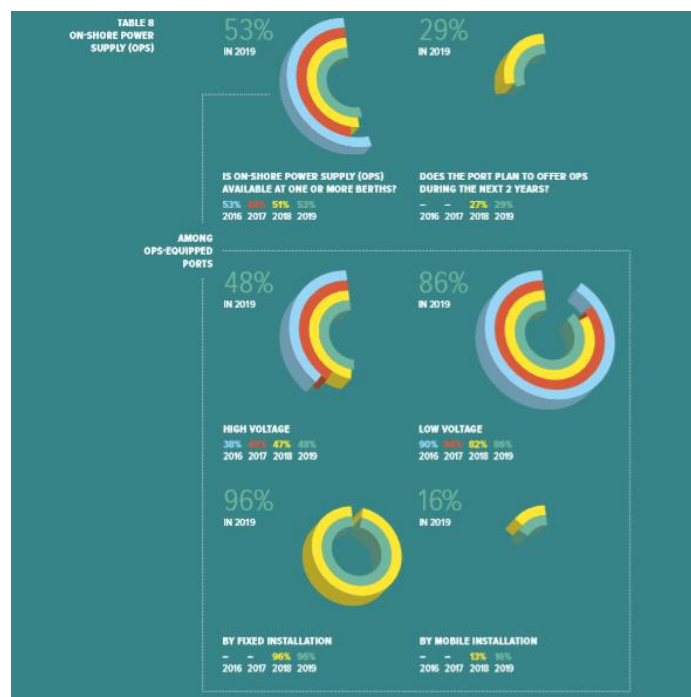 TABLE 8
ON-SHORE POWER
SUPPLY (OPS)
53%
IN 2019
IS ON-SHORE POWER SUPPLY (OPS)
AVAILABLE AT ONE OR MORE BERTHS?
53% 48% 51% 53%
2016 2017 2018 2019
29%
IN 2019
DOES THE PORT PLAN TO OFFER OPS
DURING THE NEXT 2 YEARS?
– – 27% 29%
2016 2017 2018 2019
AMONG
OPS-EQUIPPED
PORTS
48%
IN 2019
HIGH VOLTAGE
38% 47% 48%
2016 2017 2018 2019
86%
IN 2019
LOW VOLTAGE
90% 82% 86%
2016 2017 2018 2019
96%
IN 2019
BY FIXED INSTALLATION
– – 96% 96%
2016 2017 2018 2019
16%
IN 2019
BY MOBILE INSTALLATION
– – 13% 16%
2016 2017 2018 2019